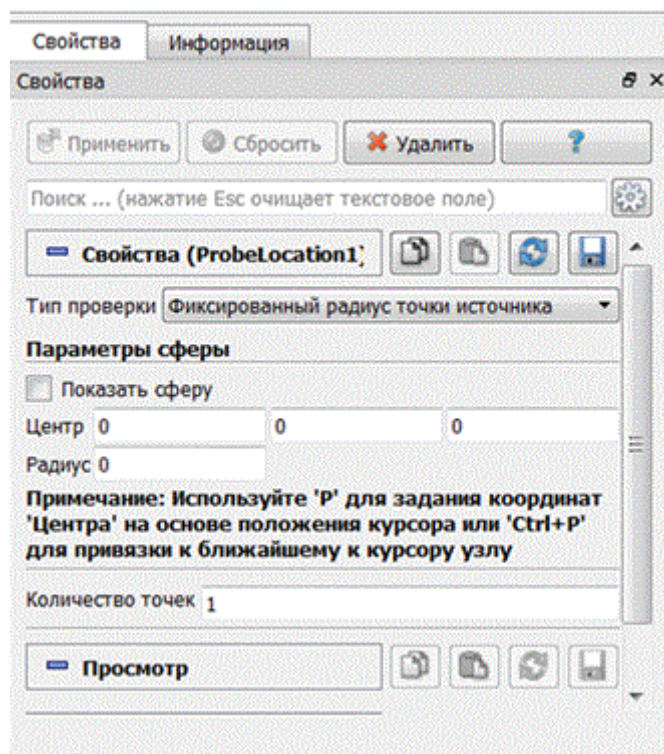 Свойства Информация
Свойства
Применить Сбросить Удалить ?
Поиск ... (нажатие Esc очищает текстовое поле)
Свойства (ProbeLocation1)
Тип проверки Фиксированный радиус точки источника
Параметры сферы
Показать сферу
Центр 0 0 0
Радиус 0
Примечание: Используйте 'P' для задания координат
'Центра' на основе положения курсора или 'Ctrl+P'
для привязки к ближайшему к курсору узлу
Количество точек 1
Просмотр